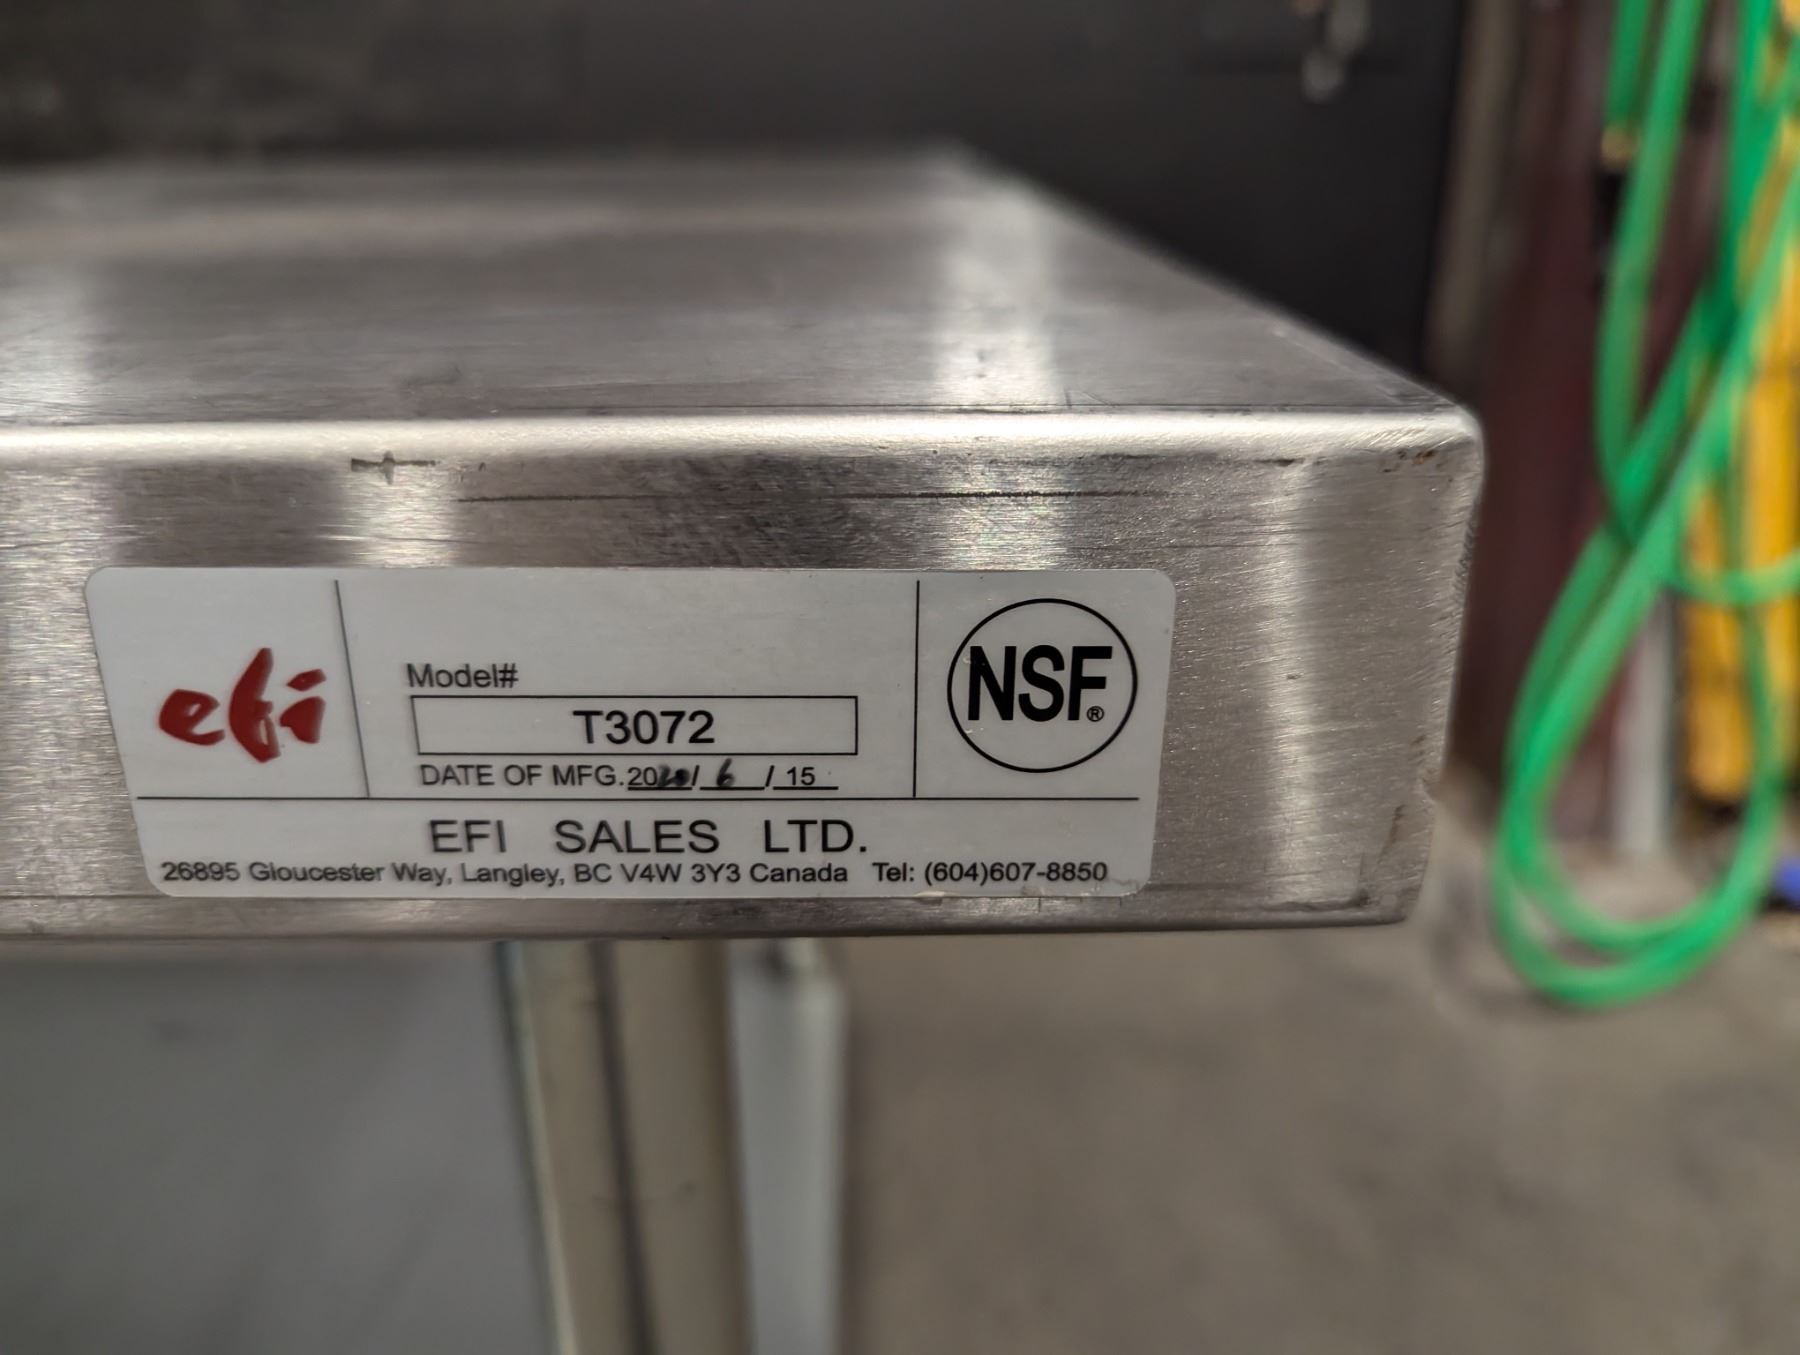 efi
Model#
T3072
DATE OF MFG. 2020/ 6 / 15
NSF®
EFI SALES LTD.
26895 Gloucester Way, Langley, BC V4W 3Y3 Canada Tel: (604)607-8850